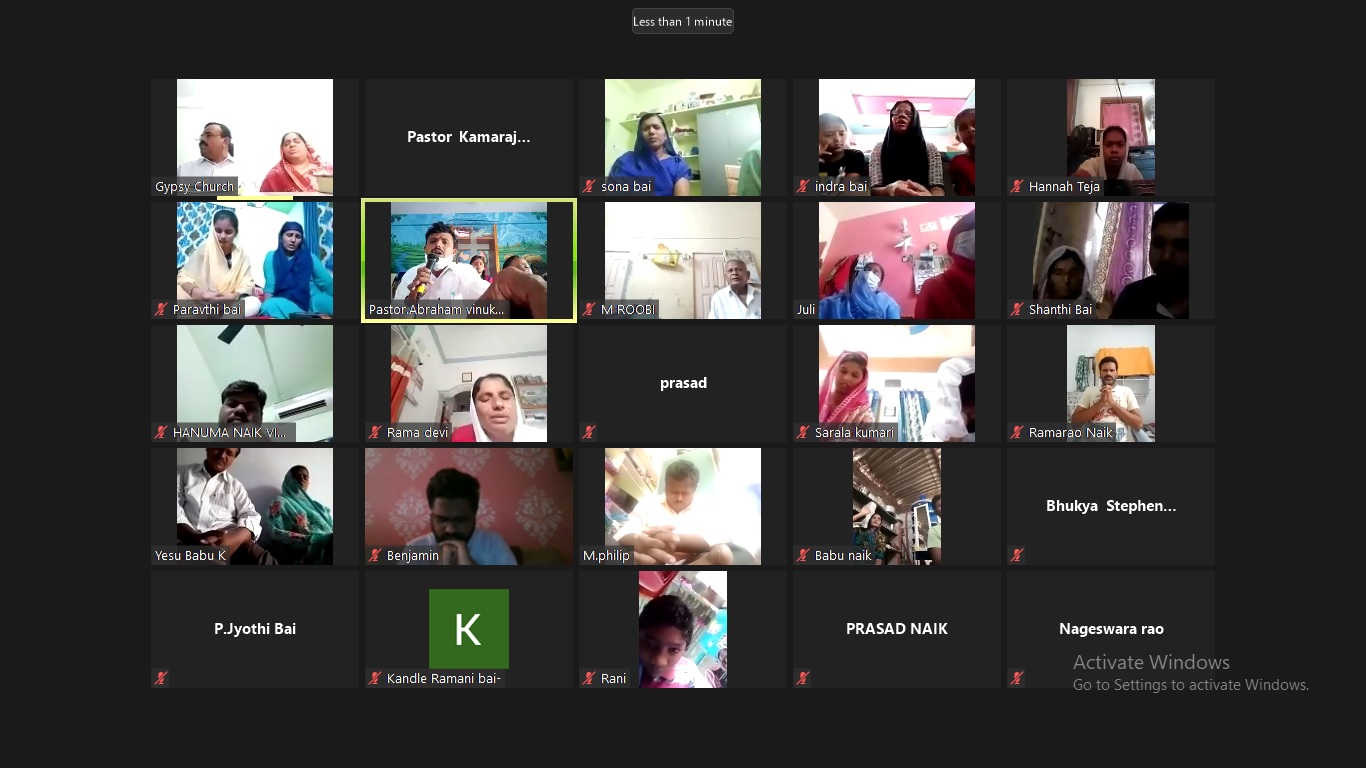 Less than 1 minute
Gypsy Church
Pastor Kamaraj...
sona bai
indra bai
Hannah Teja
Paravthi bai
Pastor.Abraham vinuk...
M ROOBI
Juli
Shanthi Bai
HANUMA NAIK VI...
Rama devi
prasad
Sarala kumari
Ramarao Naik
Yesu Babu K
Benjamin
M.philip
Babu naik
Bhukya Stephen...
P.Jyothi Bai
K
Kandle Ramani bai-
Rani
PRASAD NAIK
Nageswara rao
Activate Windows
Go to Settings to activate Windows.